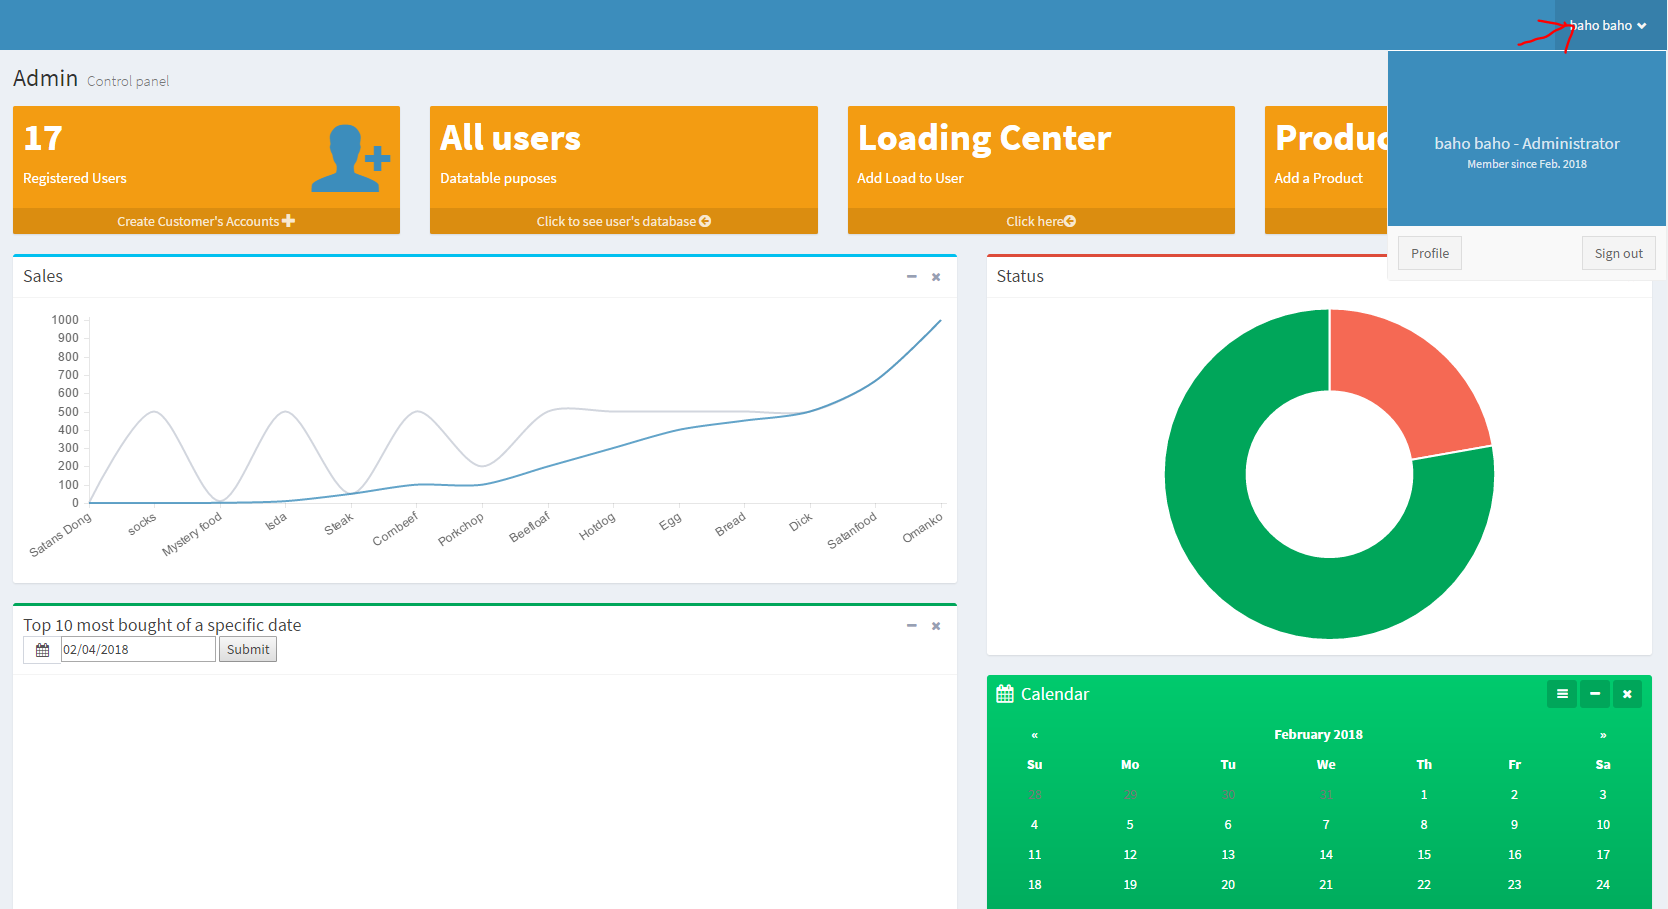 baho baho
Admin Control panel
17
Registered Users
Create Customer's Accounts
All users
Datatable puposes
Click to see user's database
Loading Center
Add Load to User
Click here
Produc
Add a Product
baho baho - Administrator
Member since Feb. 2018
Profile
Sign out
Sales
1000
900
800
700
600
500
400
300
200
100
0
Satans Dong
socks
Mystery food
Isda
Steak
Cornbeef
Porkchop
Beefloaf
Hotdog
Egg
Bread
Dick
Satanfood
Omanko
Status
Top 10 most bought of a specific date
02/04/2018 Submit
Calendar
« February 2018 »
Su Mo Tu We Th Fr Sa
28 29 30 31 1 2 3
4 5 6 7 8 9 10
11 12 13 14 15 16 17
18 19 20 21 22 23 24